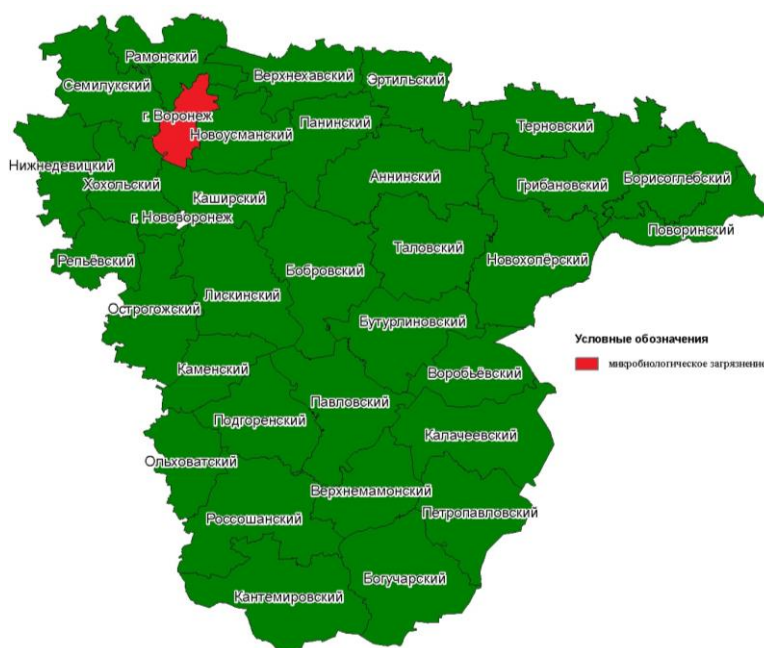 Рамонский
Верхнехавский
Эртильский
Семилукский
г. Воронеж
Панинский
Терновский
Новоусманский
Нижнедевицкий
Аннинский
Борисоглебский
Хохольский
Грибановский
Каширский
г. Нововоронеж
Поворинский
Таловский
Репьёвский
Новохопёрский
Бобровский
Лискинский
Острогожский
Бутурлиновский
Условные обозначения
микробиологическое загрязнение
Каменский
Воробьёвский
Павловский
Подгоренский
Калачеевский
Ольховатский
Верхнемамонский
Петропавловский
Россошанский
Богучарский
Кантемировский